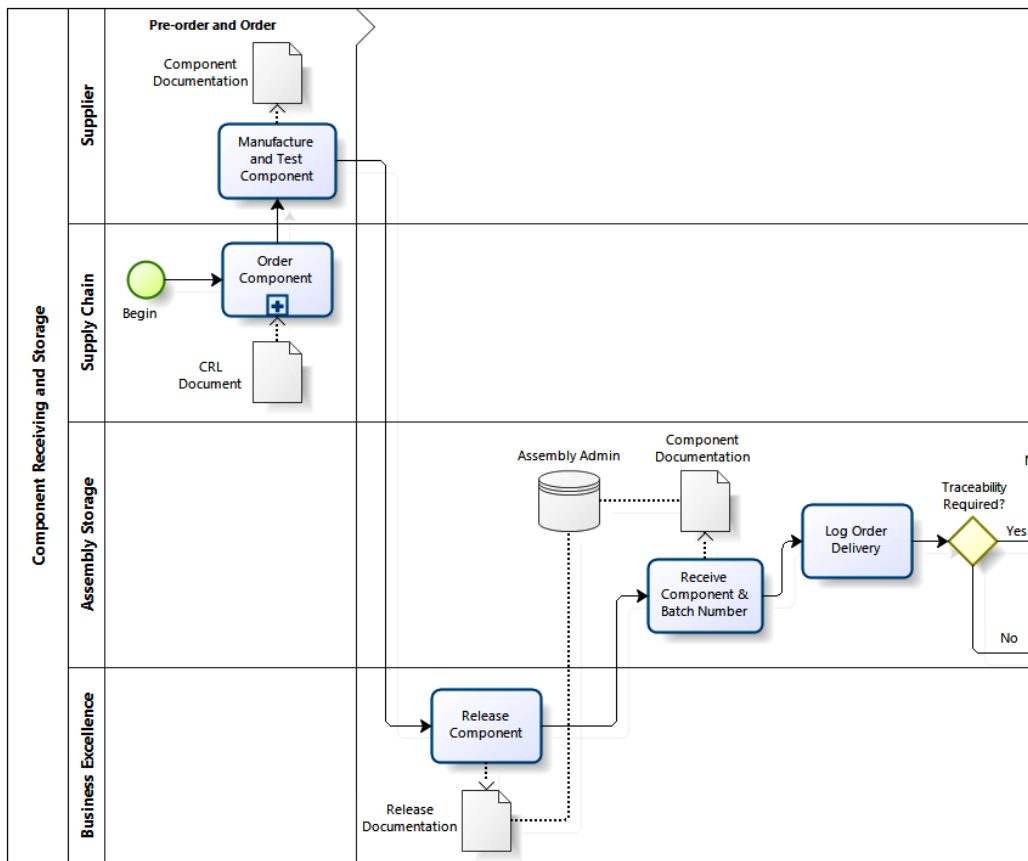 Component Receiving and Storage
Supplier
Pre-order and Order
Component
Documentation
Manufacture
and Test
Component
Supply Chain
Begin
Order
Component
CRL
Document
Assembly Storage
Assembly Admin
Component
Documentation
Receive
Component &
Batch Number
Log Order
Delivery
Traceability
Required?
Yes
No
Business Excellence
Release
Component
Release
Documentation